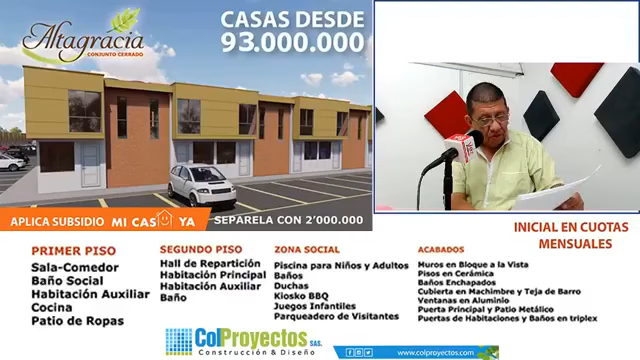 Altagracia
CONJUNTO CERRADO
CASAS DESDE
93.000.000
APLICA SUBSIDIO MI CASA YA
SEPARELA CON 2'000.000
INICIAL EN CUOTAS
MENSUALES
PRIMER PISO
Sala-Comedor
Baño Social
Habitación Auxiliar
Cocina
Patio de Ropas
SEGUNDO PISO
Hall de Repartición
Habitación Principal
Habitación Auxiliar
Baño
ZONA SOCIAL
Piscina para Niños y Adultos
Baños
Duchas
Kiosko BBQ
Juegos Infantiles
Parqueadero de Visitantes
ACABADOS
Muros en Bloque a la Vista
Pisos en Cerámica
Baños Enchapados
Cubierta en Machimbre y Teja de Barro
Ventanas en Aluminio
Puerta Principal y Patio Metálico
Puertas de Habitaciones y Baños en triplex
ColProyectos SAS.
Construcción & Diseño
www.colproyectos.com